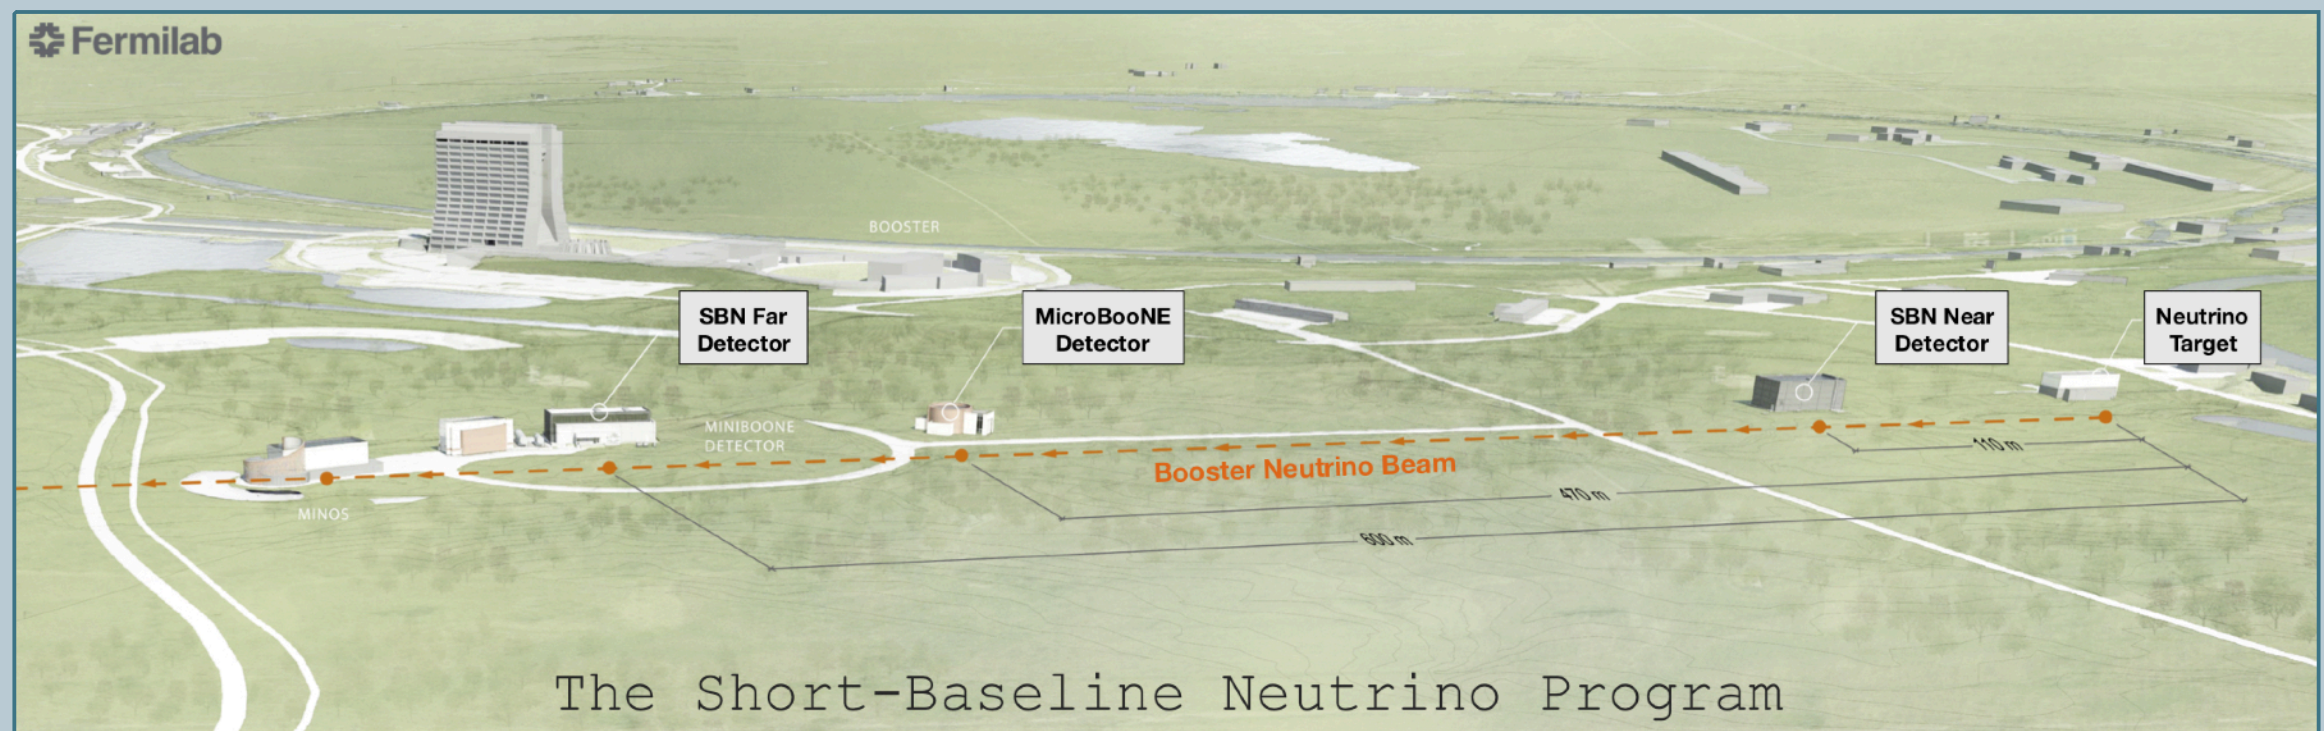 Fermilab
BOOSTER
SBN Far
Detector
MicroBooNE
Detector
SBN Near
Detector
Neutrino
Target
MINIBOONE
DETECTOR
110 m
Booster Neutrino Beam
470 m
MINOS
600 m
The Short-Baseline Neutrino Program